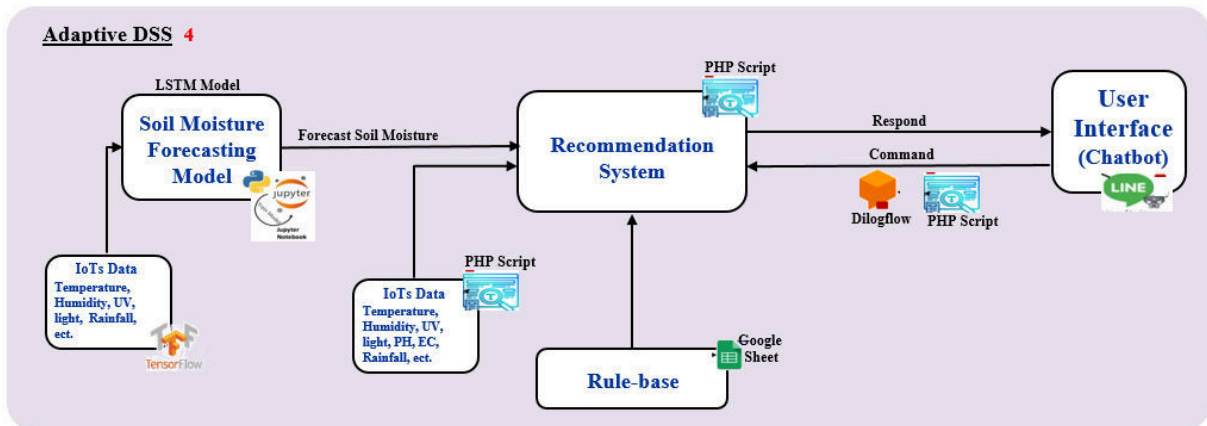 Adaptive DSS 4
LSTM Model
Soil Moisture
Forecasting
Model
jupyter
Jupyter
Notebook
Forecast Soil Moisture
IoTs Data
Temperature,
Humidity, UV,
light, Rainfall,
ect.
TensorFlow
PHP Script
IoTs Data
Temperature,
Humidity, UV,
light, PH, EC,
Rainfall, ect.
PHP Script
Recommendation
System
Rule-base
Google
Sheet
Respond
Command
Dilogflow
PHP Script
User
Interface
(Chatbot)
LINE